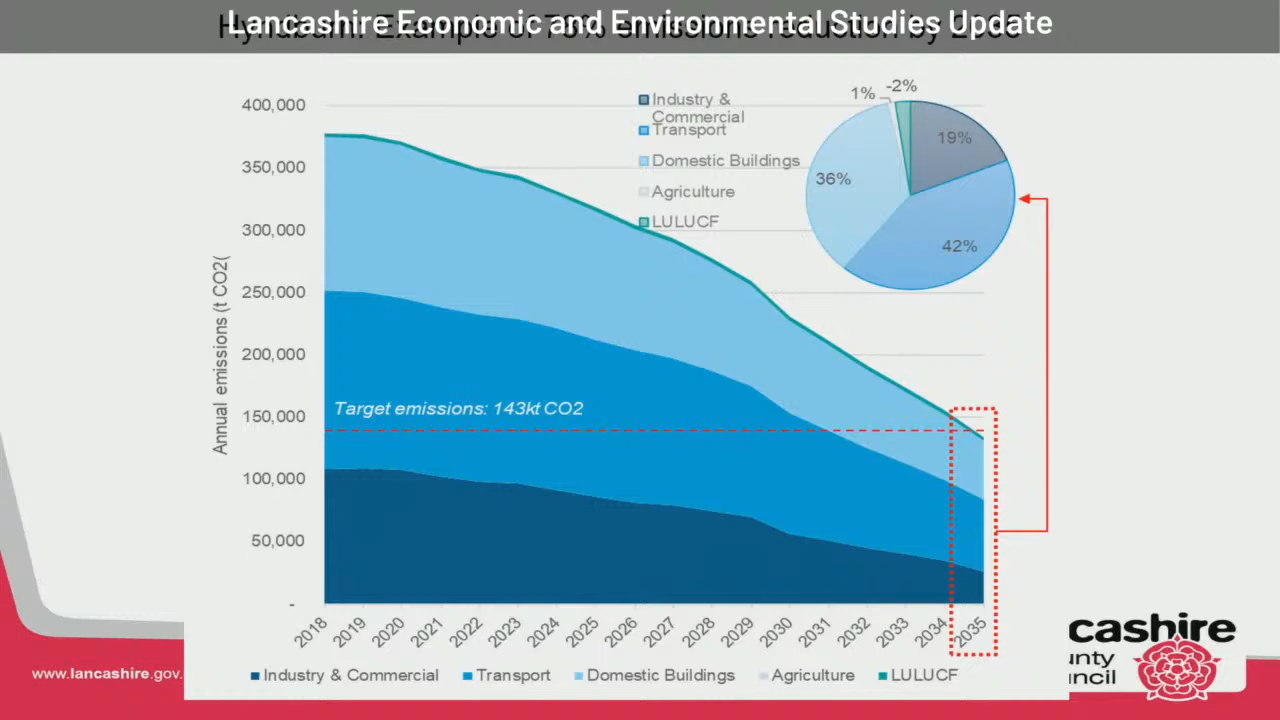 Lancashire Economic and Environmental Studies Update
400,000
350,000
300,000
250,000
200,000
150,000
100,000
50,000
-
Annual emissions (t CO2(
Target emissions: 143kt CO2
Industry &
Commercial
Transport
Domestic Buildings
Agriculture
LULUCF
1%
-2%
19%
36%
42%
2018
2019
2020
2021
2022
2023
2024
2025
2026
2027
2028
2029
2030
2031
2032
2033
2034
2035
Industry & Commercial Transport Domestic Buildings Agriculture LULUCF
www.lancashire.gov.
cashire
unty
uncil